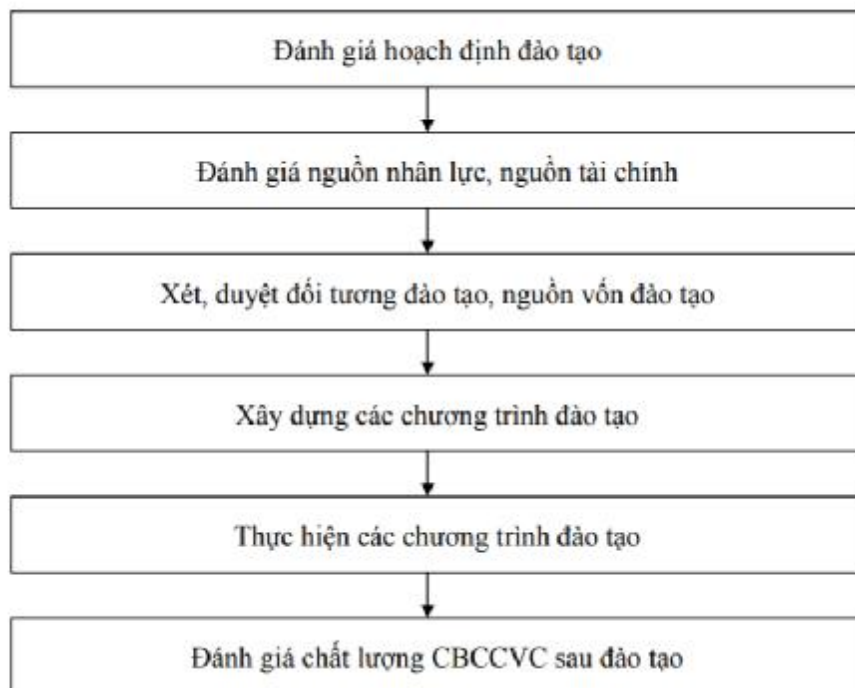 Đánh giá hoạch định đào tạo
Đánh giá nguồn nhân lực, nguồn tài chính
Xét, duyệt đối tương đào tạo, nguồn vốn đào tạo
Xây dựng các chương trình đào tạo
Thực hiện các chương trình đào tạo
Đánh giá chất lượng CBCCVC sau đào tạo